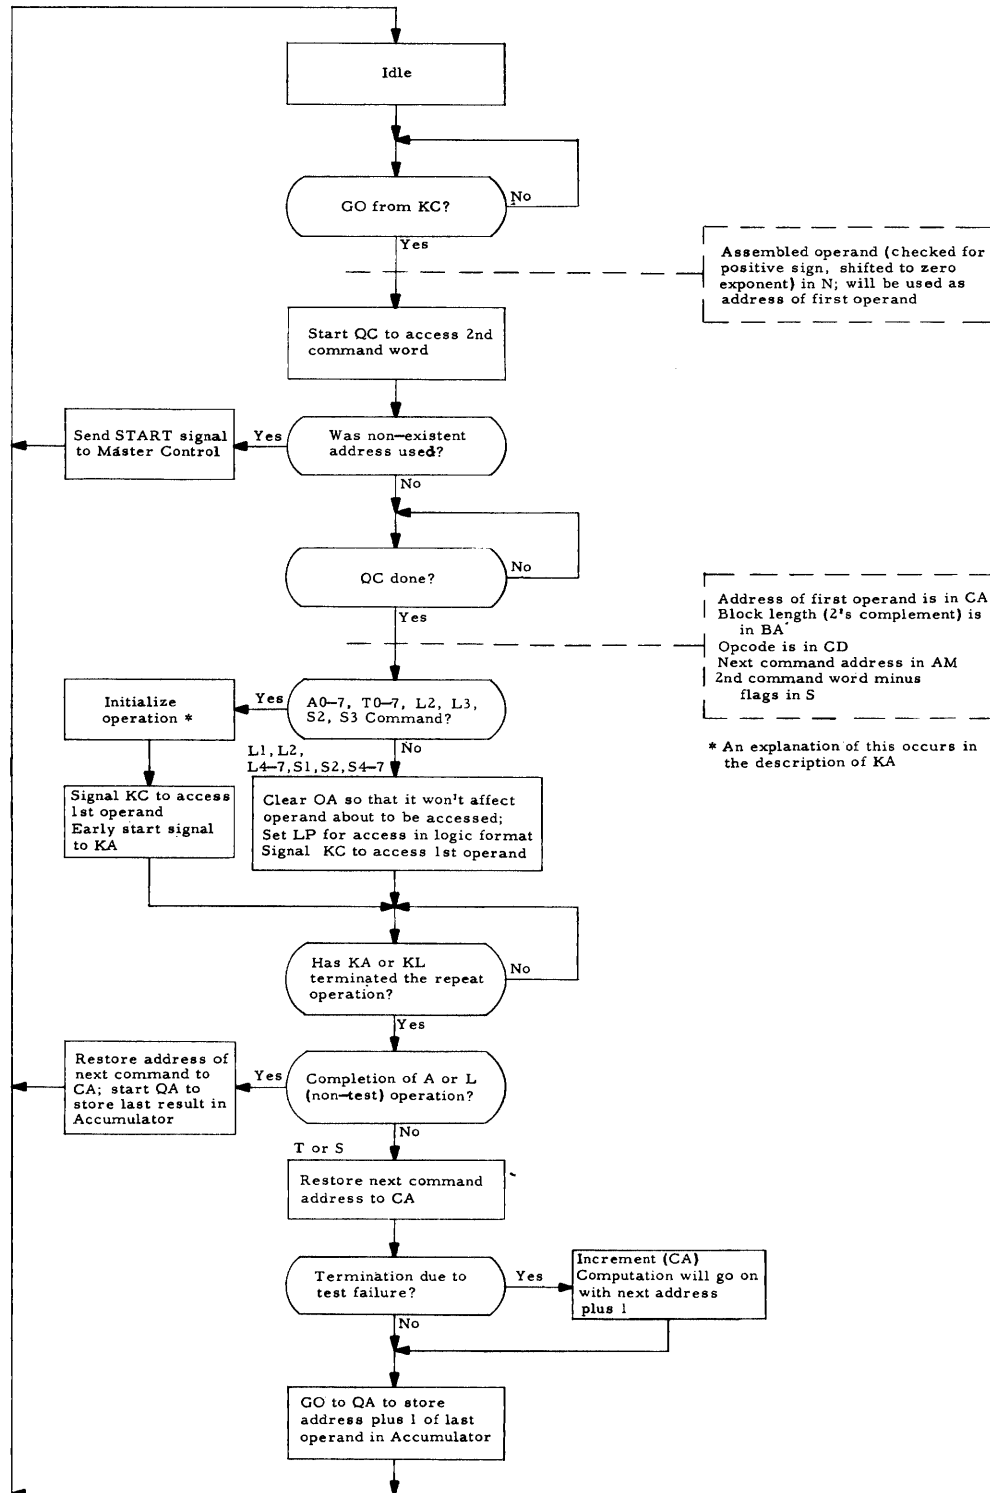 Idle
GO from KC?
No
Yes
Assembled operand (checked for
positive sign, shifted to zero
exponent) in N; will be used as
address of first operand
Start QC to access 2nd
command word
Was non-existent
address used?
Yes
Send START signal
to Master Control
No
QC done?
No
Yes
Address of first operand is in CA
Block length (2's complement) is
in BA
Opcode is in CD
Next command address in AM
2nd command word minus
flags in S
A0-7, T0-7, L2, L3,
S2, S3 Command?
Yes
Initialize
operation *
No
* An explanation of this occurs in
the description of KA
L1, L2,
L4-7, S1, S2, S4-7
Signal KC to access
1st operand
Early start signal
to KA
Clear OA so that it won't affect
operand about to be accessed;
Set LP for access in logic format
Signal KC to access 1st operand
Has KA or KL
terminated the repeat
operation?
No
Yes
Completion of A or L
(non-test) operation?
Yes
Restore address of
next command to
CA; start QA to
store last result in
Accumulator
No
T or S
Restore next command
address to CA
Termination due to
test failure?
Yes
Increment (CA)
Computation will go on
with next address
plus 1
No
GO to QA to store
address plus 1 of last
operand in Accumulator